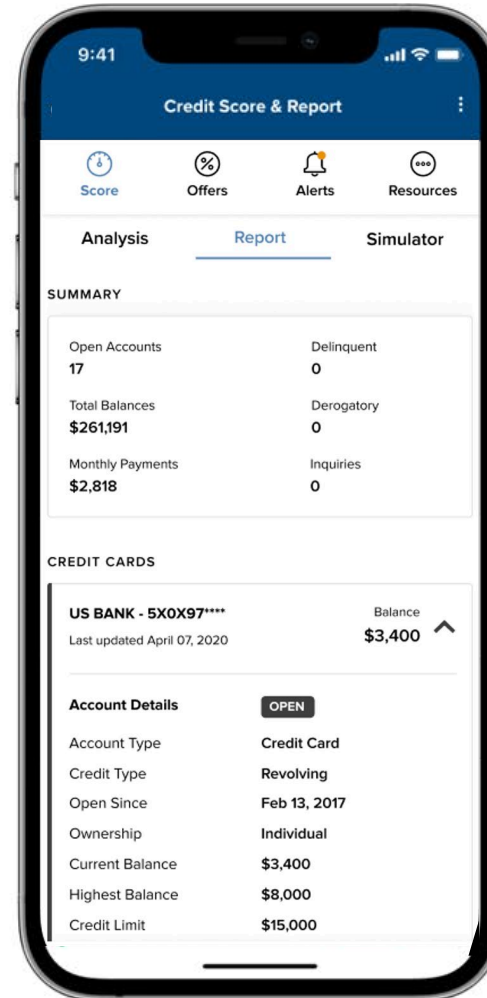 9:41
Credit Score & Report
Score Offers Alerts Resources
Analysis Report Simulator
SUMMARY
Open Accounts Delinquent
17 0
Total Balances Derogatory
$261,191 0
Monthly Payments Inquiries
$2,818 0
CREDIT CARDS
US BANK - 5X0X97**** Balance
Last updated April 07, 2020 $3,400
Account Details OPEN
Account Type Credit Card
Credit Type Revolving
Open Since Feb 13, 2017
Ownership Individual
Current Balance $3,400
Highest Balance $8,000
Credit Limit $15,000